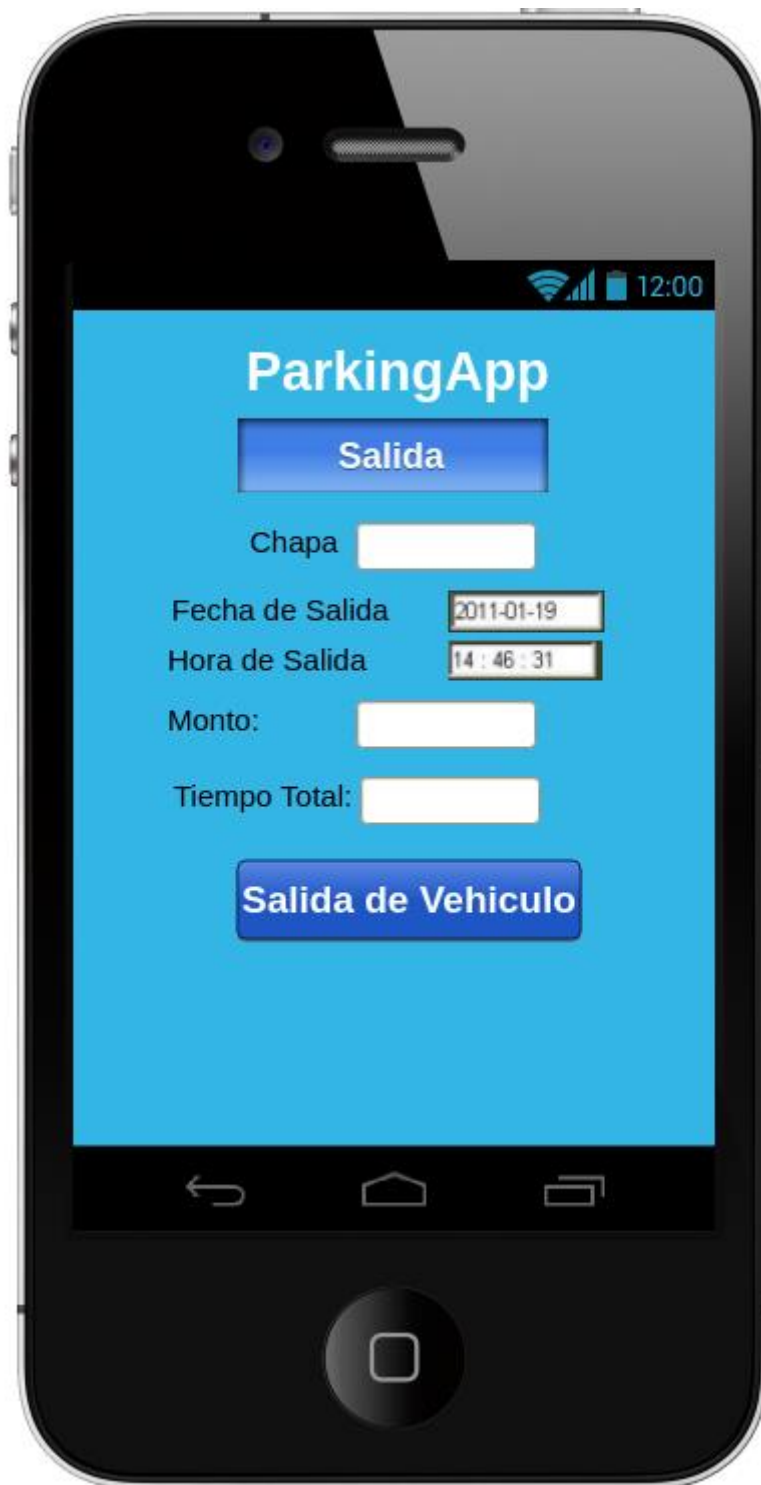 12:00
ParkingApp
Salida
Chapa
Fecha de Salida 2011-01-19
Hora de Salida 14 : 46 : 31
Monto:
Tiempo Total:
Salida de Vehiculo